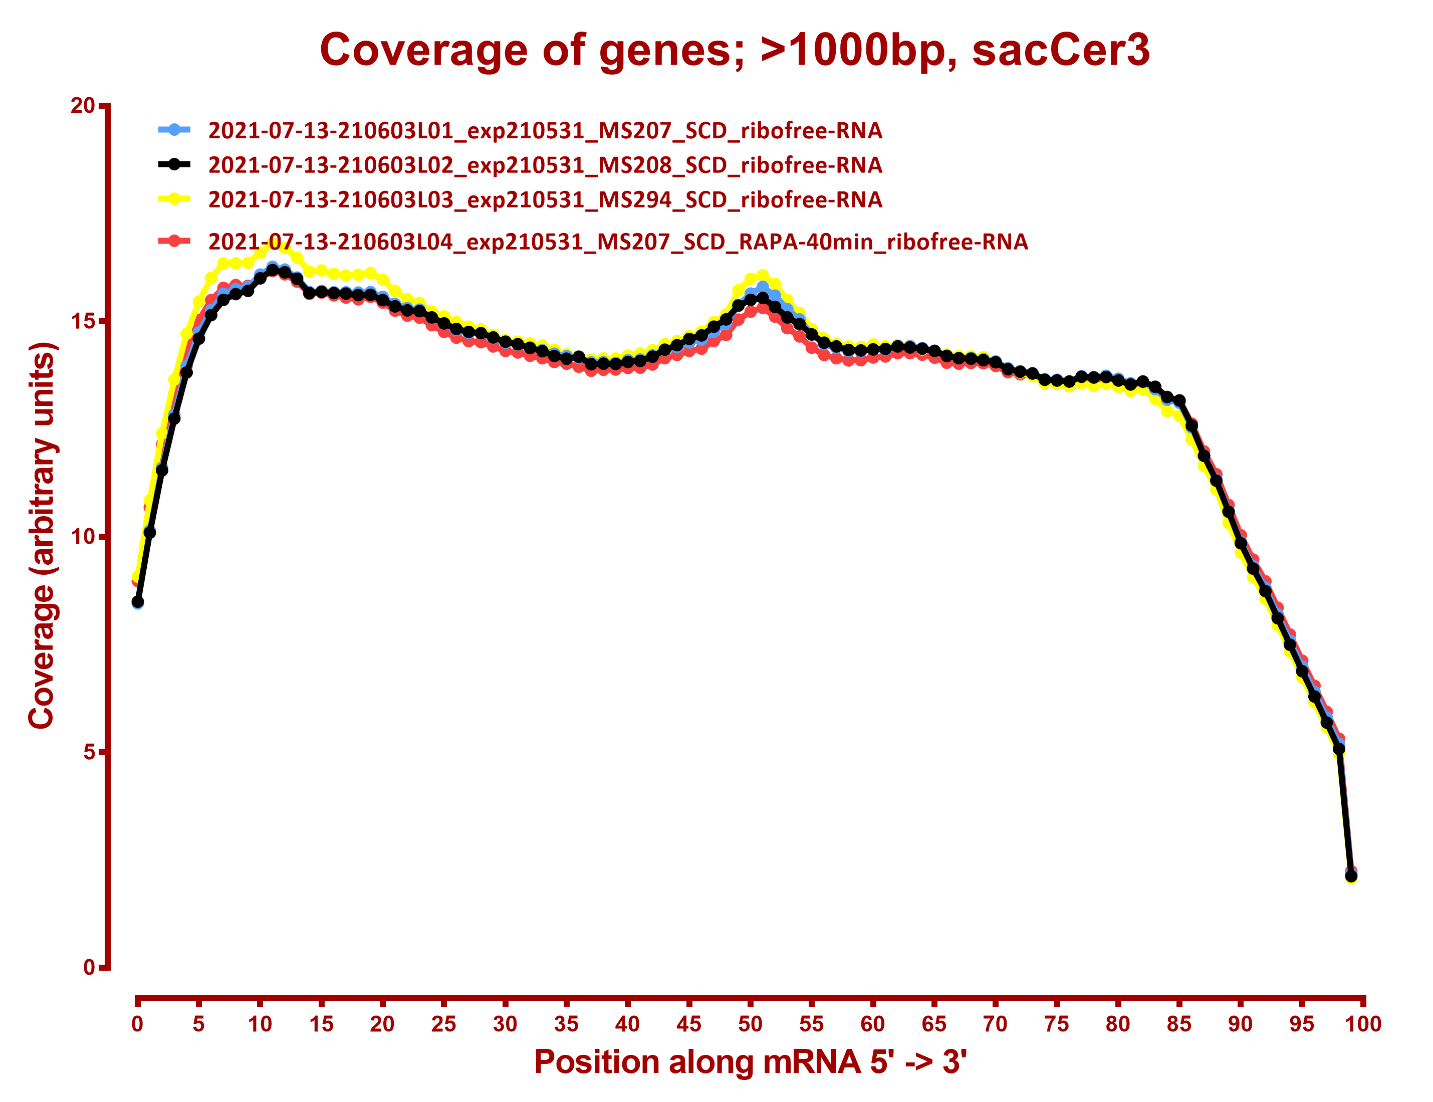 Coverage of genes; >1000bp, sacCer3
20
2021-07-13-210603L01_exp210531_MS207_SCD_ribofree-RNA
2021-07-13-210603L02_exp210531_MS208_SCD_ribofree-RNA
2021-07-13-210603L03_exp210531_MS294_SCD_ribofree-RNA
2021-07-13-210603L04_exp210531_MS207_SCD_RAPA-40min_ribofree-RNA
15
10
5
0
Coverage (arbitrary units)
0 5 10 15 20 25 30 35 40 45 50 55 60 65 70 75 80 85 90 95 100
Position along mRNA 5' -> 3'